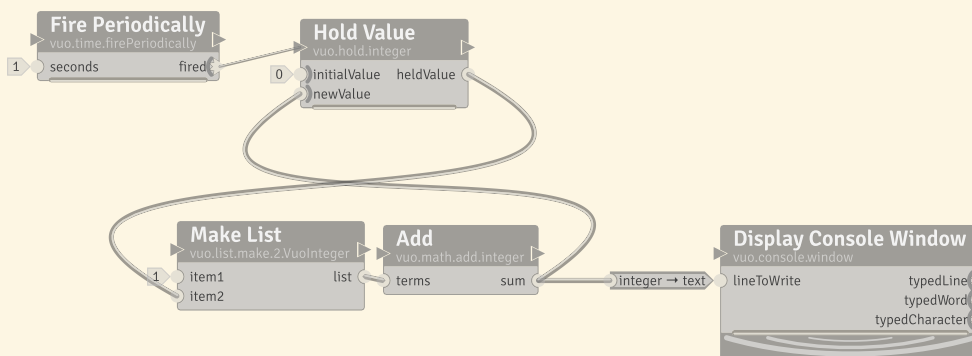 Fire Periodically
vuo.time.firePeriodically
1 seconds fired
Hold Value
vuo.hold.integer
0 initialValue heldValue
newValue
Make List
vuo.list.make.2.VuoInteger
1 item1 list
item2
Add
vuo.math.add.integer
terms sum
integer → text
Display Console Window
vuo.console.window
lineToWrite typedLine
typedWord
typedCharacter